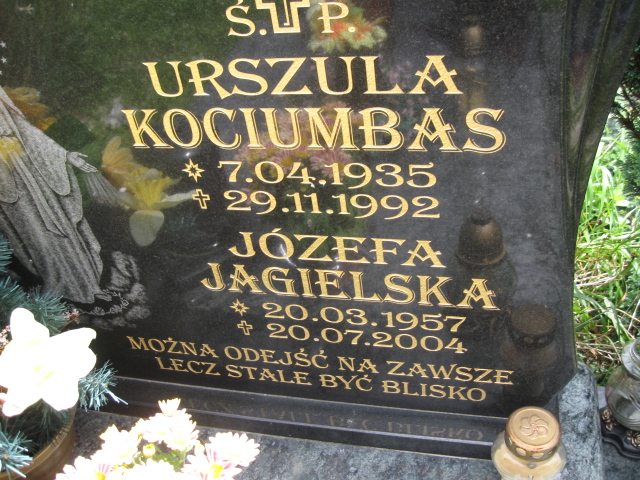 Ś. P.
URSZULA
KOCIUMBAS
7.04.1935
29.11.1992
JÓZEFA
JAGIELSKA
20.03.1957
20.07.2004
MOŻNA ODEJŚĆ NA ZAWSZE
LECZ STALE BYĆ BLISKO